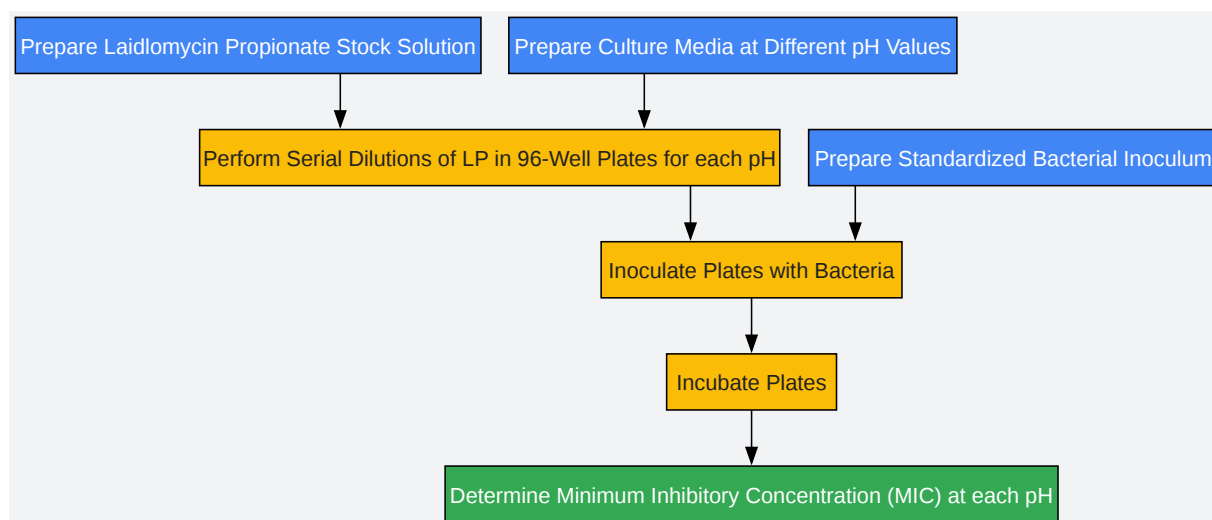 Prepare Laidlomycin Propionate Stock Solution
Prepare Culture Media at Different pH Values
Perform Serial Dilutions of LP in 96-Well Plates for each pH
Prepare Standardized Bacterial Inoculum
Inoculate Plates with Bacteria
Incubate Plates
Determine Minimum Inhibitory Concentration (MIC) at each pH